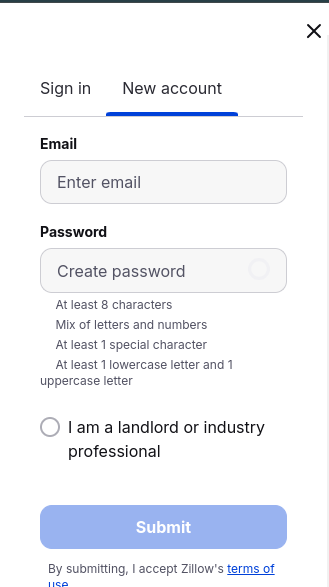 Sign in New account
Email
Enter email
Password
Create password
At least 8 characters
Mix of letters and numbers
At least 1 special character
At least 1 lowercase letter and 1
uppercase letter
I am a landlord or industry
professional
Submit
By submitting, I accept Zillow's terms of
use